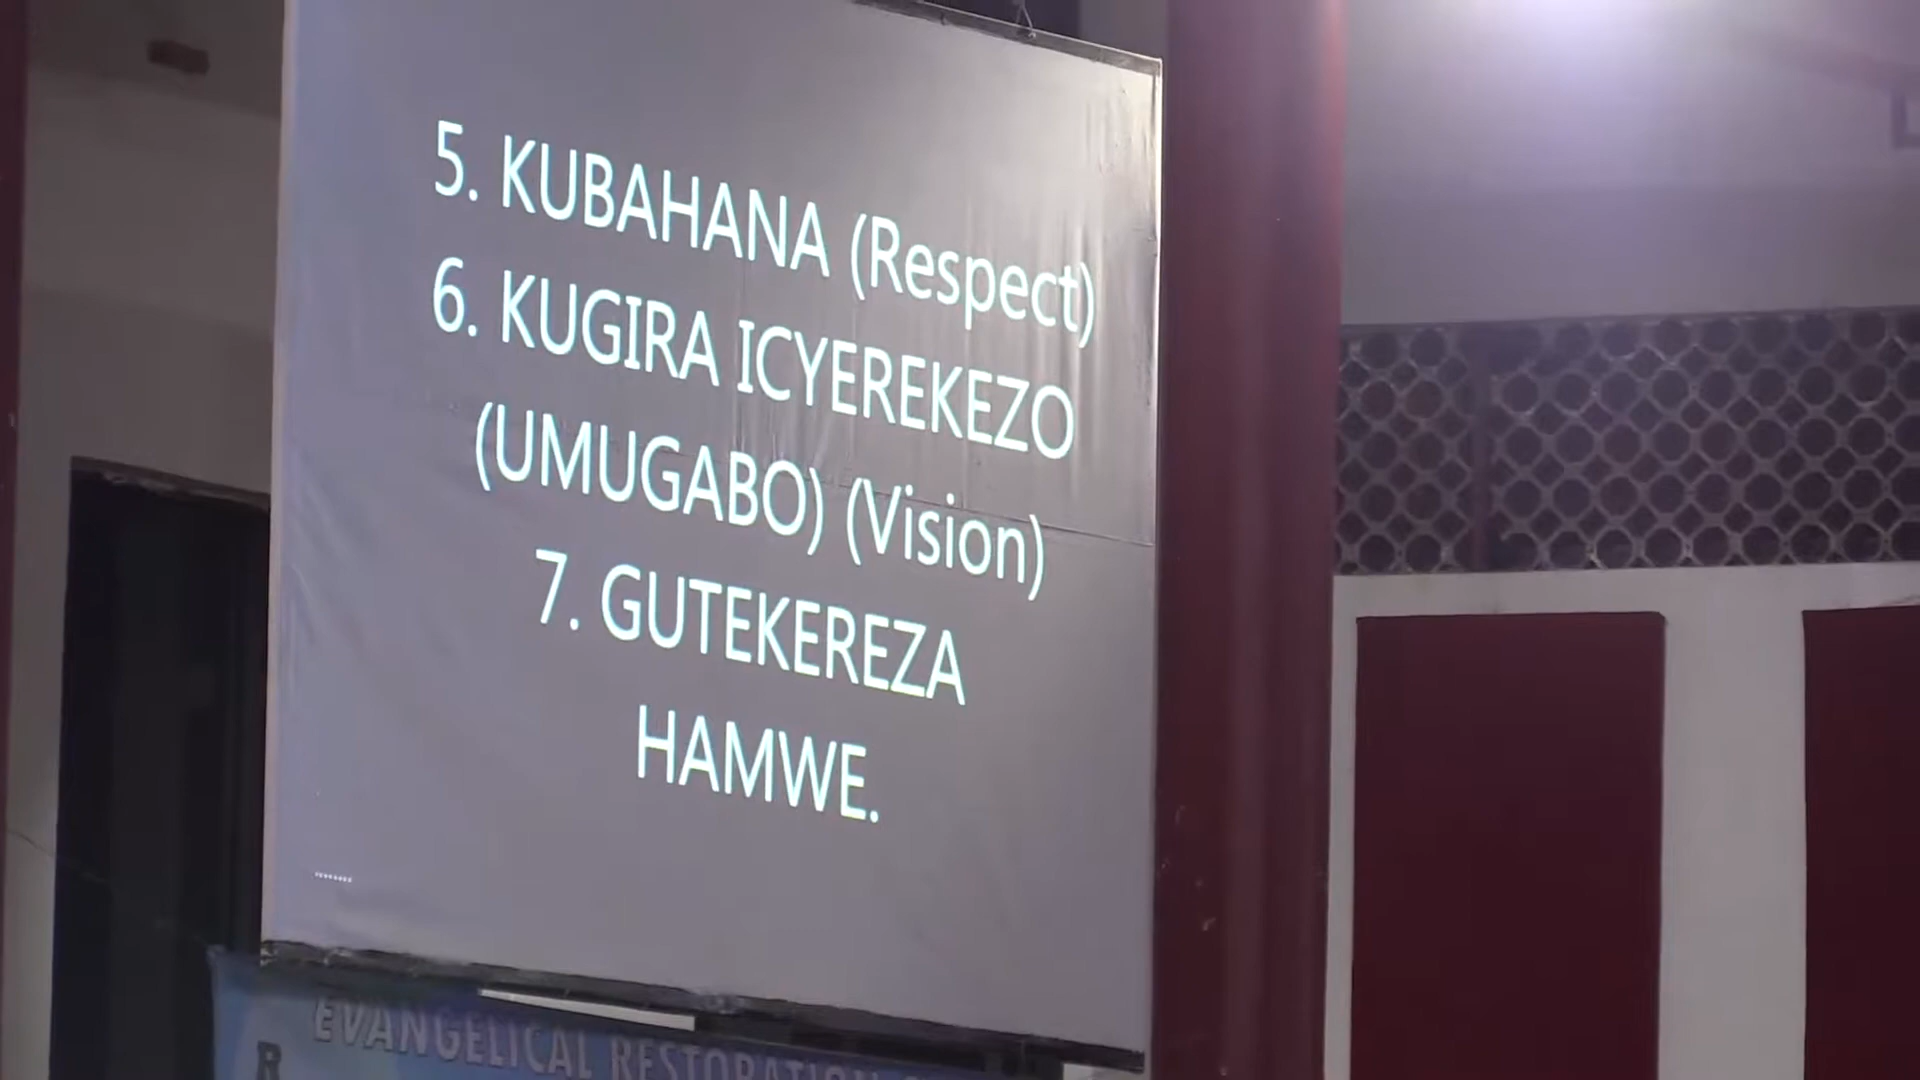 5. KUBAHANA (Respect)
6. KUGIRA ICYEREKEZO
(UMUGABO) (Vision)
7. GUTEKEREZA
HAMWE.
EVANGELICAL RESTORATION
R